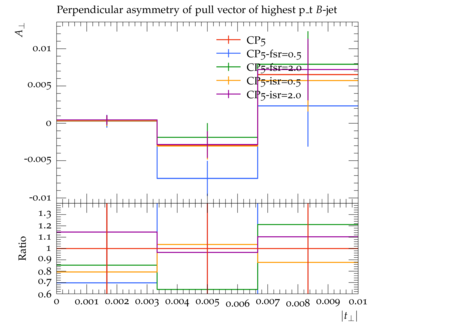 Perpendicular asymmetry of pull vector of highest p_t B-jet
A⊥
0.01
0.005
0
-0.005
-0.01
CP5
CP5-fsr=0.5
CP5-fsr=2.0
CP5-isr=0.5
CP5-isr=2.0
Ratio
1.3
1.2
1.1
1
0.9
0.8
0.7
0.6
0 0.001 0.002 0.003 0.004 0.005 0.006 0.007 0.008 0.009 0.01
|t⊥|